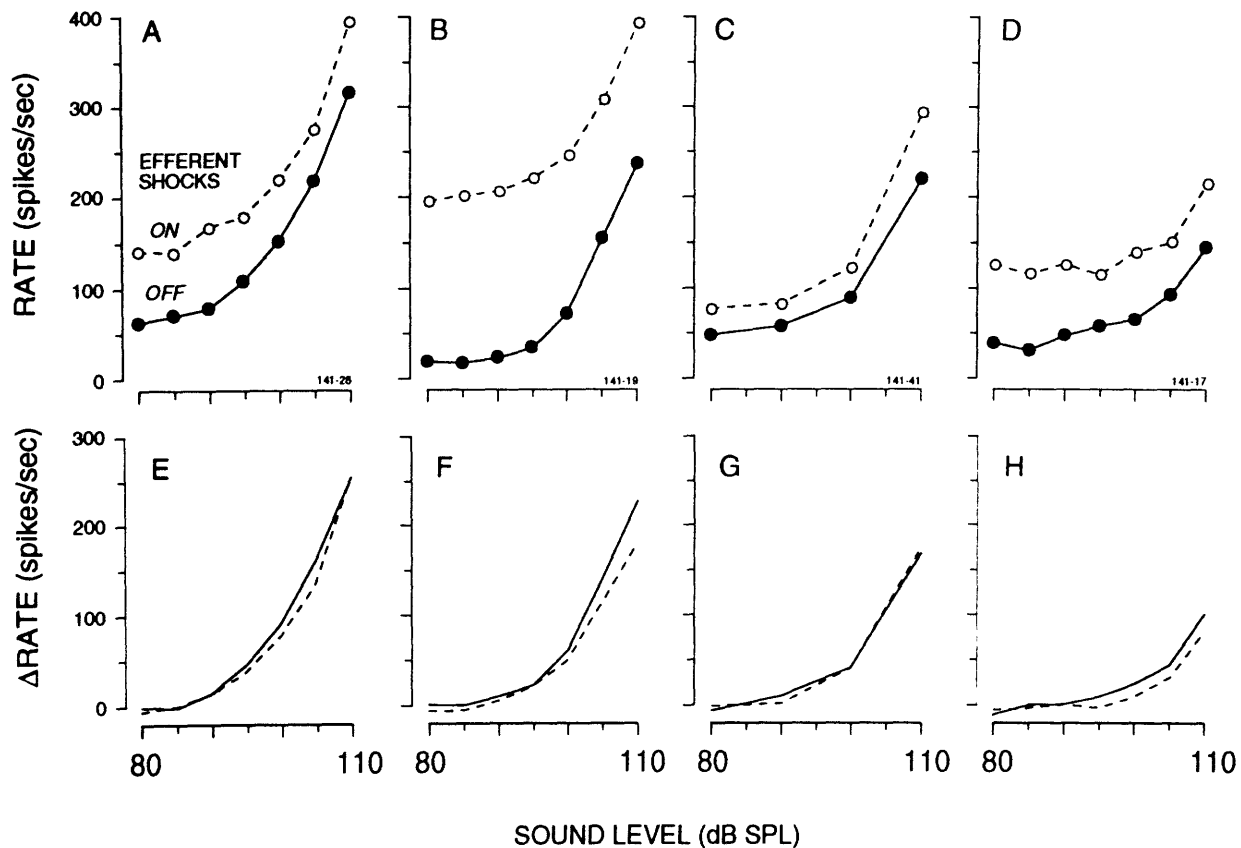 A
B
C
D
400
300
200
100
0
RATE (spikes/sec)
EFFERENT
SHOCKS
ON
OFF
141-28
141-19
141-41
141-17
E
F
G
H
300
200
100
0
ΔRATE (spikes/sec)
80
110
80
110
80
110
80
110
SOUND LEVEL (dB SPL)